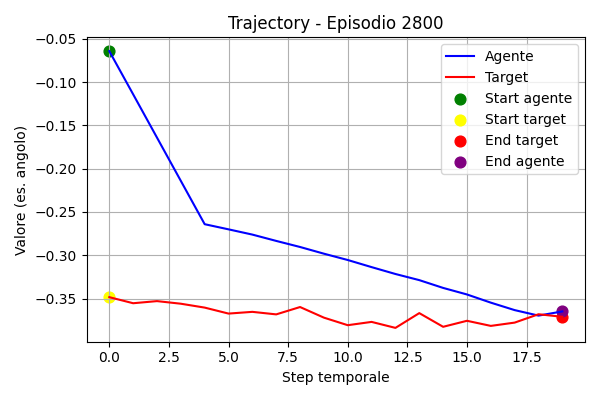 Trajectory - Episodio 2800
Valore (es. angolo)
−0.05
−0.10
−0.15
−0.20
−0.25
−0.30
−0.35
Agente
Target
Start agente
Start target
End target
End agente
0.0 2.5 5.0 7.5 10.0 12.5 15.0 17.5
Step temporale